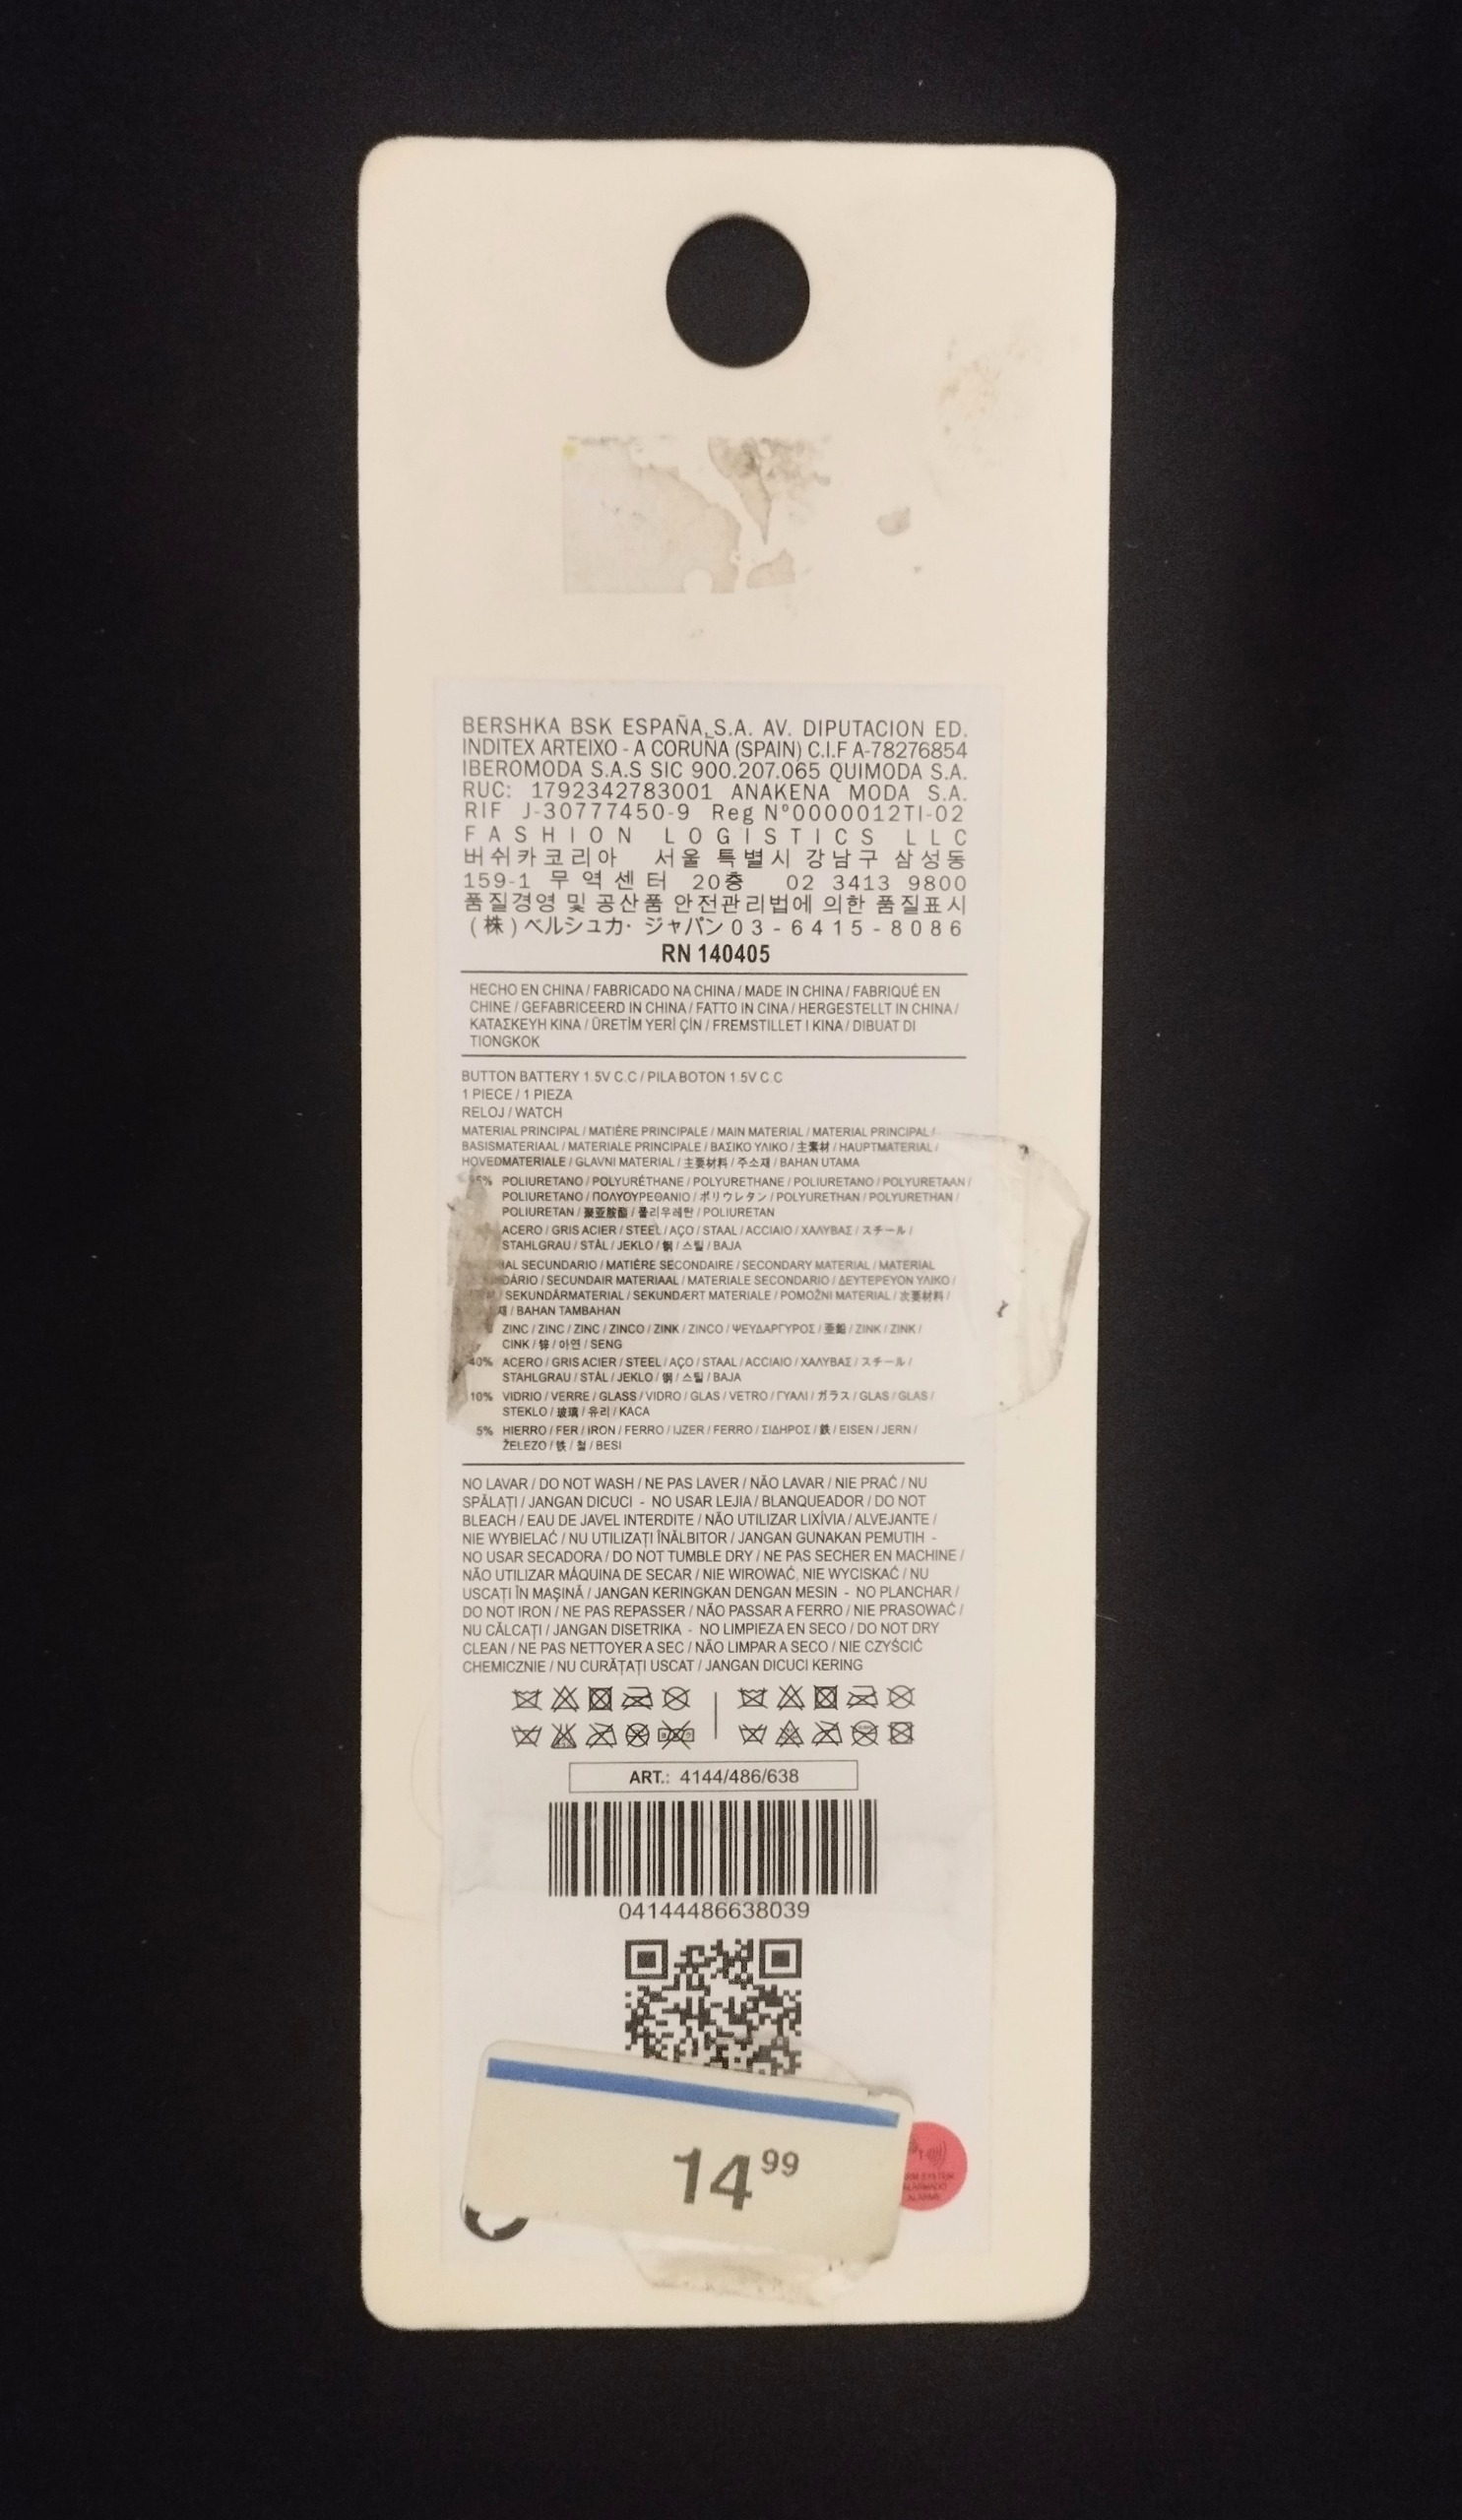 BERSHKA BSK ESPAÑA, S.A. AV. DIPUTACION ED.
INDITEX ARTEIXO - A CORUÑA (SPAIN) C.I.F A-78276854
IBEROMODA S.A.S SIC 900.207.065 QUIMODA S.A.
RUC: 1792342783001 ANAKENA MODA S.A.
RIF J-30777450-9 Reg Nº0000012TI-02
FASHION LOGISTICS LLC
버쉬카코리아 서울 특별시 강남구 삼성동
159-1 무역센터 20층 02 3413 9800
품질경영 및 공산품 안전관리법에 의한 품질표시
(株)ベルシュカ· ジャパン03-6415-8086
RN 140405
HECHO EN CHINA / FABRICADO NA CHINA / MADE IN CHINA / FABRIQUÉ EN
CHINE / GEFABRICEERD IN CHINA / FATTO IN CINA / HERGESTELLT IN CHINA /
ΚΑΤΑΣΚΕΥΗ ΚΙΝΑ / ÜRETİM YERİ ÇİN / FREMSTILLET I KINA / DIBUAT DI
TIONGKOK
BUTTON BATTERY 1.5V C.C / PILA BOTON 1.5V C.C
1 PIECE / 1 PIEZA
RELOJ / WATCH
MATERIAL PRINCIPAL / MATIÈRE PRINCIPALE / MAIN MATERIAL / MATERIAL PRINCIPAL /
BASISMATERIAAL / MATERIALE PRINCIPALE / ΒΑΣΙΚΟ ΥΛΙΚΟ / 主素材 / HAUPTMATERIAL /
HOVEDMATERIALE / GLAVNI MATERIAL / 主要材料 / 주소재 / BAHAN UTAMA
POLIURETANO / POLYURÉTHANE / POLYURETHANE / POLIURETANO / POLYURETAAN /
POLIURETANO / ΠΟΛΥΟΥΡΕΘΑΝΙΟ / ポリウレタン / POLYURETHAN / POLYURETHAN /
POLIURETAN / 聚亚胺酯 / 폴리우레탄 / POLIURETAN
ACERO / GRIS ACIER / STEEL / AÇO / STAAL / ACCIAIO / ΧΑΛΥΒΑΣ / スチール /
STAHLGRAU / STÅL / JEKLO / 钢 / 스틸 / BAJA
SECUNDARIO / MATIÈRE SECONDAIRE / SECONDARY MATERIAL / MATERIAL
/ SECUNDAIR MATERIAAL / MATERIALE SECONDARIO / ΔΕΥΤΕΡΕΥΟΝ ΥΛΙΚΟ /
/ SEKUNDÄRMATERIAL / SEKUNDÆRT MATERIALE / POMOŽNI MATERIAL / 次要材料 /
/ BAHAN TAMBAHAN
ZINC / ZINC / ZINC / ZINCO / ZINK / ZINCO / ΨΕΥΔΑΡΓΥΡΟΣ / 亜鉛 / ZINK / ZINK /
CINK / 锌 / 아연 / SENG
40% ACERO / GRIS ACIER / STEEL / AÇO / STAAL / ACCIAIO / ΧΑΛΥΒΑΣ / スチール /
STAHLGRAU / STÅL / JEKLO / 钢 / 스틸 / BAJA
10% VIDRIO / VERRE / GLASS / VIDRO / GLAS / VETRO / ΓΥΑΛΙ / ガラス / GLAS / GLAS /
STEKLO / 玻璃 / 유리 / KACA
5% HIERRO / FER / IRON / FERRO / IJZER / FERRO / ΣΙΔΗΡΟΣ / 鉄 / EISEN / JERN /
ŽELEZO / 铁 / 철 / BESI
NO LAVAR / DO NOT WASH / NE PAS LAVER / NÃO LAVAR / NIE PRAĆ / NU
SPĂLAȚI / JANGAN DICUCI - NO USAR LEJIA / BLANQUEADOR / DO NOT
BLEACH / EAU DE JAVEL INTERDITE / NÃO UTILIZAR LIXÍVIA / ALVEJANTE /
NIE WYBIELAĆ / NU UTILIZAȚI ÎNĂLBITOR / JANGAN GUNAKAN PEMUTIH -
NO USAR SECADORA / DO NOT TUMBLE DRY / NE PAS SECHER EN MACHINE /
NÃO UTILIZAR MÁQUINA DE SECAR / NIE WIROWAĆ, NIE WYCISKAĆ / NU
USCAȚI ÎN MAȘINĂ / JANGAN KERINGKAN DENGAN MESIN - NO PLANCHAR /
DO NOT IRON / NE PAS REPASSER / NÃO PASSAR A FERRO / NIE PRASOWAĆ /
NU CĂLCAȚI / JANGAN DISETRIKA - NO LIMPIEZA EN SECO / DO NOT DRY
CLEAN / NE PAS NETTOYER A SEC / NÃO LIMPAR A SECO / NIE CZYŚCIĆ
CHEMICZNIE / NU CURĂȚAȚI USCAT / JANGAN DICUCI KERING
ART.: 4144/486/638
04144486638039
14⁹⁹